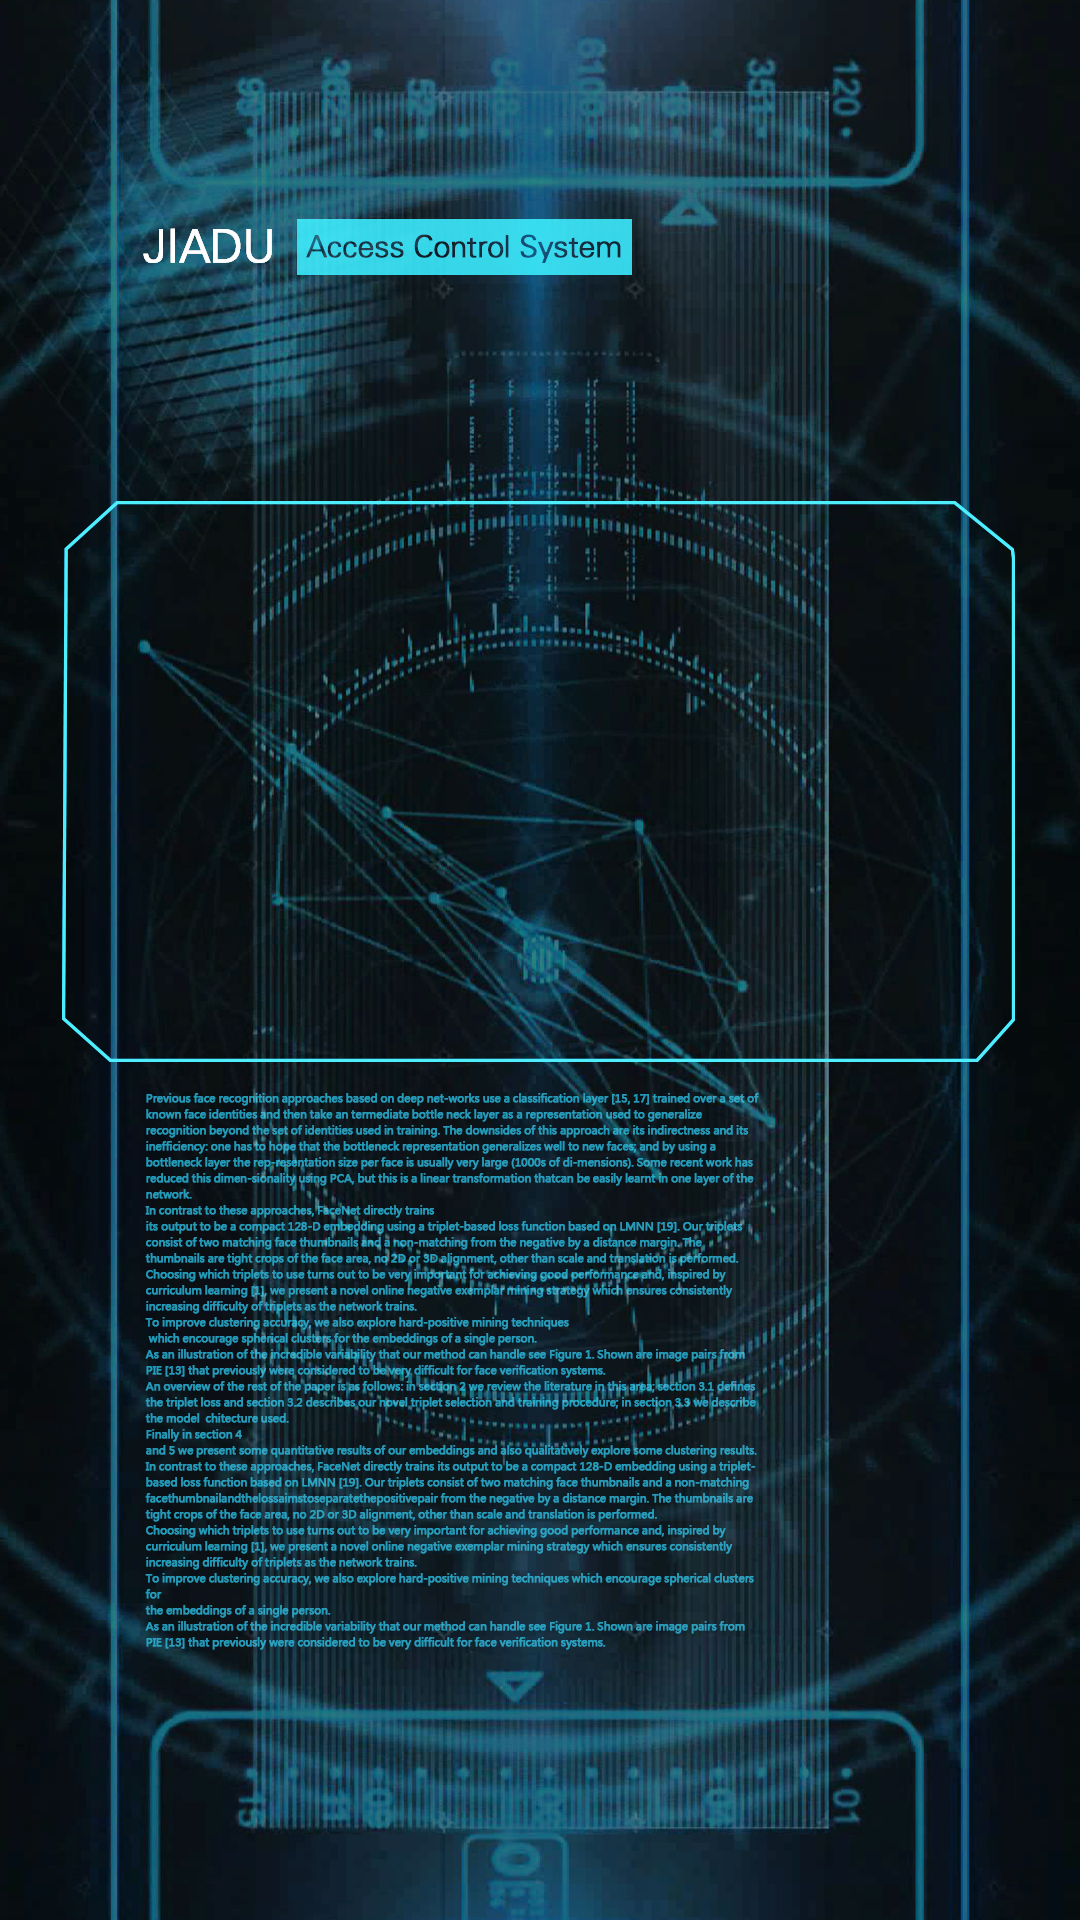 120
JIADU Access Control System
Previous face recognition approaches based on deep net-works use a classification layer [15, 17] trained over a set of
known face identities and then take an termediate bottle neck layer as a representation used to generalize
recognition beyond the set of identities used in training. The downsides of this approach are its indirectness and its
inefficiency: one has to hope that the bottleneck representation generalizes well to new faces; and by using a
bottleneck layer the rep-resentation size per face is usually very large (1000s of di-mensions). Some recent work has
reduced this dimen-sionality using PCA, but this is a linear transformation thatcan be easily learnt in one layer of the
network.
In contrast to these approaches, FaceNet directly trains
its output to be a compact 128-D embedding using a triplet-based loss function based on LMNN [19]. Our triplets
consist of two matching face thumbnails and a non-matching from the negative by a distance margin. The
thumbnails are tight crops of the face area, no 2D or 3D alignment, other than scale and translation is performed.
Choosing which triplets to use turns out to be very important for achieving good performance and, inspired by
curriculum learning [1], we present a novel online negative exemplar mining strategy which ensures consistently
increasing difficulty of triplets as the network trains.
To improve clustering accuracy, we also explore hard-positive mining techniques
which encourage spherical clusters for the embeddings of a single person.
As an illustration of the incredible variability that our method can handle see Figure 1. Shown are image pairs from
PIE [13] that previously were considered to be very difficult for face verification systems.
An overview of the rest of the paper is as follows: in section 2 we review the literature in this area; section 3.1 defines
the triplet loss and section 3.2 describes our novel triplet selection and training procedure; in section 3.3 we describe
the model  chitecture used.
Finally in section 4
and 5 we present some quantitative results of our embeddings and also qualitatively explore some clustering results.
In contrast to these approaches, FaceNet directly trains its output to be a compact 128-D embedding using a triplet-
based loss function based on LMNN [19]. Our triplets consist of two matching face thumbnails and a non-matching
facethumbnailandthelossaimstoseparatethepositivepair from the negative by a distance margin. The thumbnails are
tight crops of the face area, no 2D or 3D alignment, other than scale and translation is performed.
Choosing which triplets to use turns out to be very important for achieving good performance and, inspired by
curriculum learning [1], we present a novel online negative exemplar mining strategy which ensures consistently
increasing difficulty of triplets as the network trains.
To improve clustering accuracy, we also explore hard-positive mining techniques which encourage spherical clusters
for
the embeddings of a single person.
As an illustration of the incredible variability that our method can handle see Figure 1. Shown are image pairs from
PIE [13] that previously were considered to be very difficult for face verification systems.
01